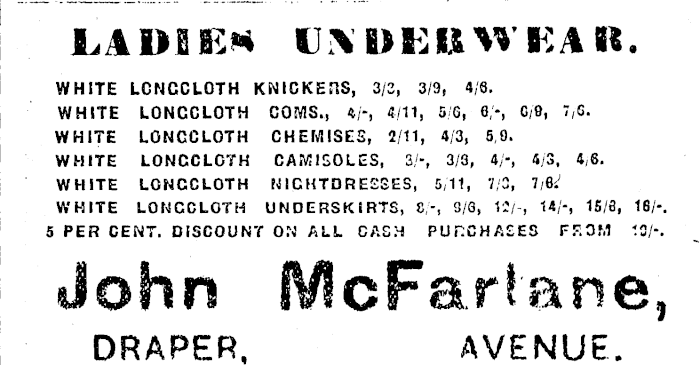 LADIES UNDERWEAR.
WHITE LONGCLOTH KNICKERS, 3/3, 3/9, 4/6.
WHITE LONGCLOTH COMS., 4/-, 4/11, 5/6, 6/-, 6/9, 7/6.
WHITE LONGCLOTH CHEMISES, 2/11, 4/3, 5/9.
WHITE LONGCLOTH CAMISOLES, 3/-, 3/9, 4/-, 4/3, 4/6.
WHITE LONGCLOTH NIGHTDRESSES, 5/11, 7/6.
WHITE LONGCLOTH UNDERSKIRTS, 8/-, 9/6, 12/-, 14/-, 15/6, 16/-.
5 PER CENT. DISCOUNT ON ALL CASH PURCHASES FROM 10/-.
John McFarlane,
DRAPER, AVENUE.